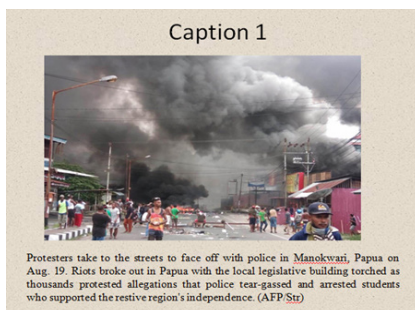 Caption 1
Protesters take to the streets to face off with police in Manokwari, Papua on
Aug. 19. Riots broke out in Papua with the local legislative building torched as
thousands protested allegations that police tear-gassed and arrested students
who supported the restive region's independence. (AFP/Str)